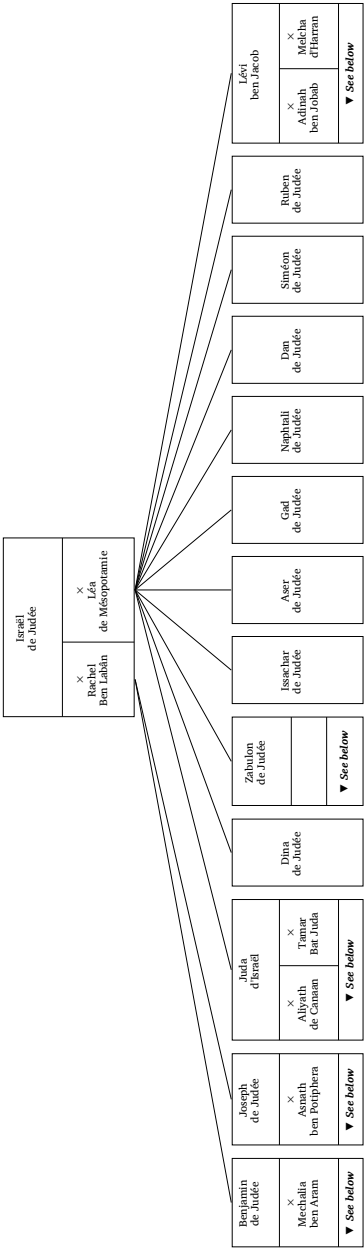 Israël
de Judée
×
Rachel
Ben Labân
×
Léa
de Mésopotamie
Benjamin
de Judée
×
Mechalia
ben Aram
▼ See below
Joseph
de Judée
×
Asnath
ben Potiphera
▼ See below
Juda
d'Israël
×
Aliyath
de Canaan
×
Tamar
Bat Juda
▼ See below
Dina
de Judée
Zabulon
de Judée
▼ See below
Issachar
de Judée
Aser
de Judée
Gad
de Judée
Naphtali
de Judée
Dan
de Judée
Siméon
de Judée
Ruben
de Judée
Lévi
ben Jacob
×
Adinah
ben Jobab
×
Melcha
d'Harran
▼ See below